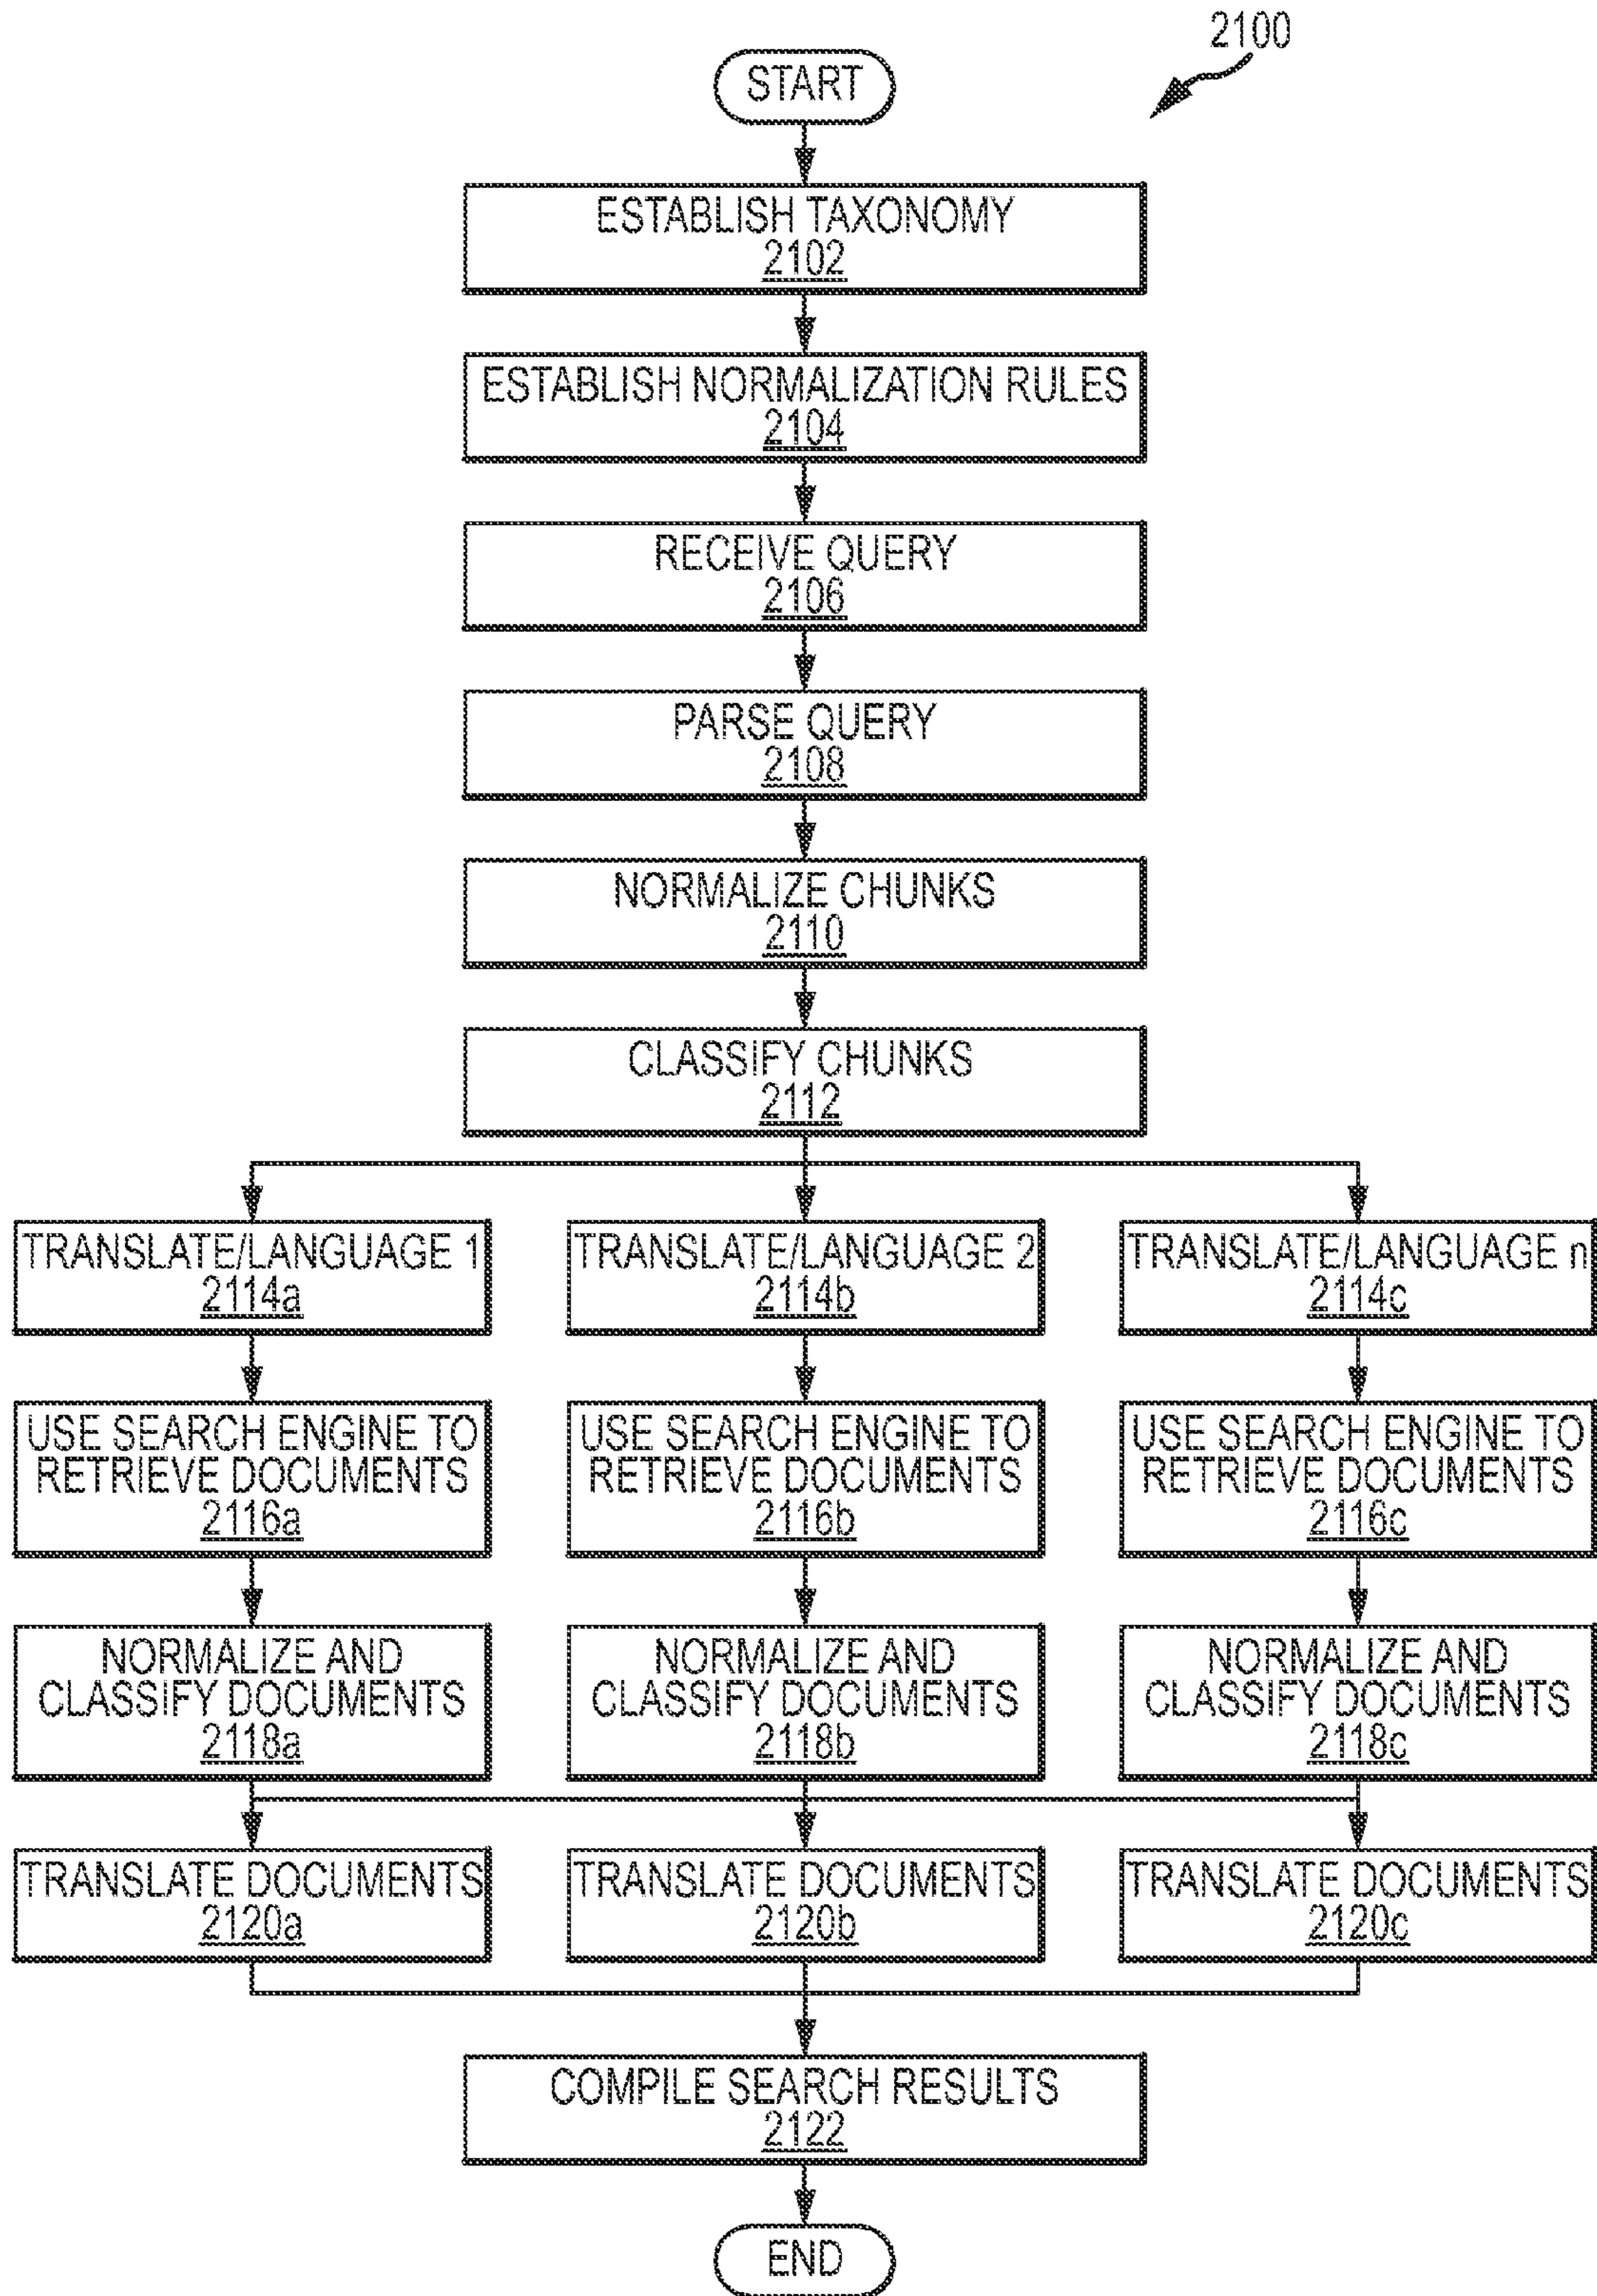 2100
START
ESTABLISH TAXONOMY
2102
ESTABLISH NORMALIZATION RULES
2104
RECEIVE QUERY
2106
PARSE QUERY
2108
NORMALIZE CHUNKS
2110
CLASSIFY CHUNKS
2112
TRANSLATE/LANGUAGE 1
2114a
TRANSLATE/LANGUAGE 2
2114b
TRANSLATE/LANGUAGE n
2114c
USE SEARCH ENGINE TO
RETRIEVE DOCUMENTS
2116a
USE SEARCH ENGINE TO
RETRIEVE DOCUMENTS
2116b
USE SEARCH ENGINE TO
RETRIEVE DOCUMENTS
2116c
NORMALIZE AND
CLASSIFY DOCUMENTS
2118a
NORMALIZE AND
CLASSIFY DOCUMENTS
2118b
NORMALIZE AND
CLASSIFY DOCUMENTS
2118c
TRANSLATE DOCUMENTS
2120a
TRANSLATE DOCUMENTS
2120b
TRANSLATE DOCUMENTS
2120c
COMPILE SEARCH RESULTS
2122
END